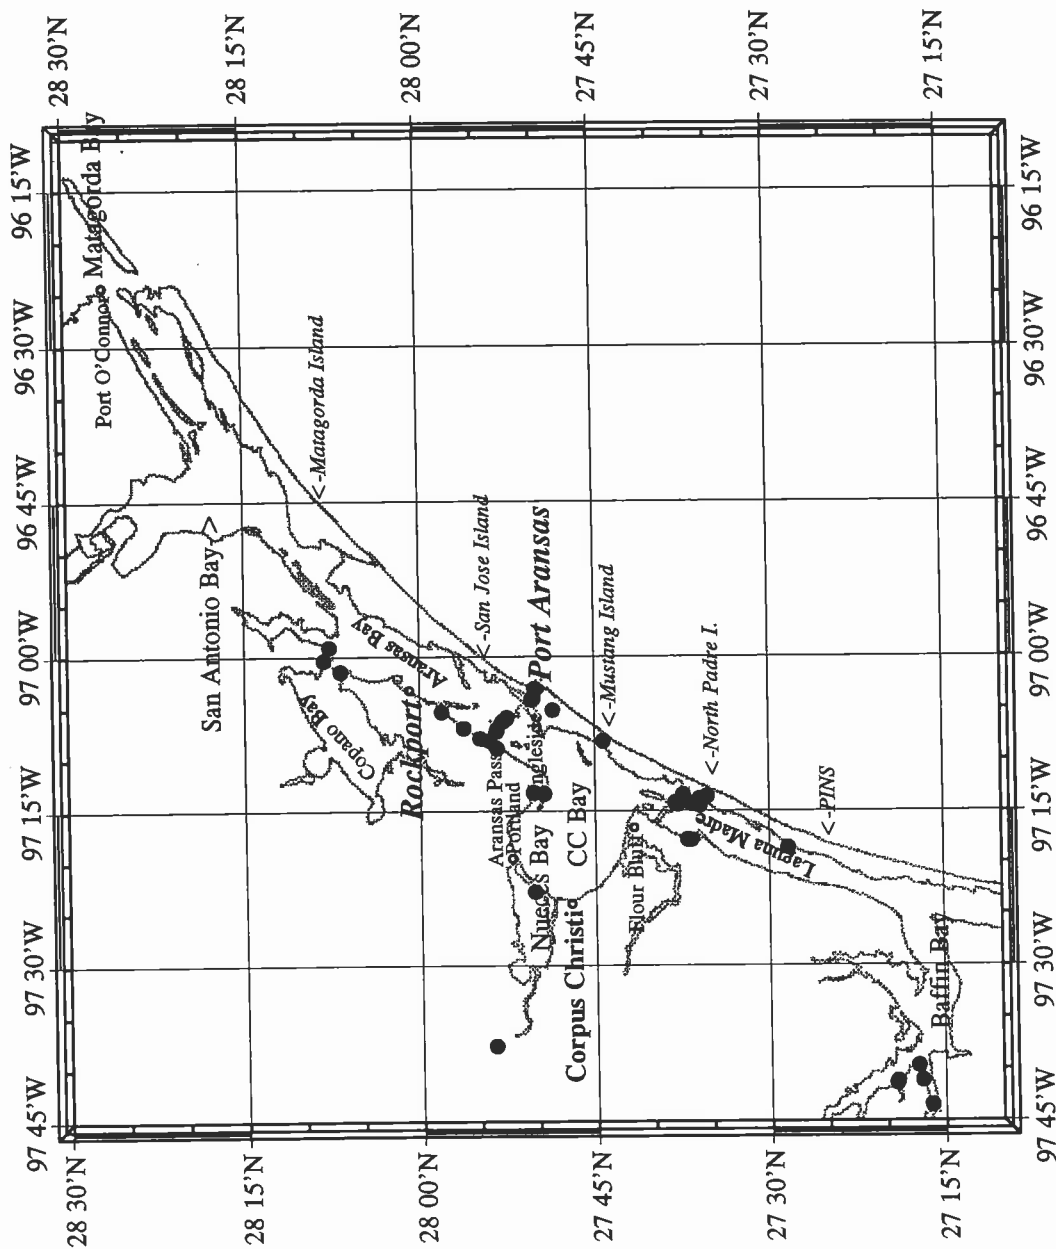 28 30'N
28 15'N
28 00'N
27 45'N
27 30'N
27 15'N
96 15'W
96 30'W
96 45'W
97 00'W
97 15'W
97 30'W
97 45'W
Matagorda Bay
Port O'Connor
<-Matagorda Island
San Antonio Bay->
<-San Jose Island
Aransas Bay
Port Aransas
<-Mustang Island
Copano Bay
Rockport
<-North Padre I.
Ingleside
Aransas Pass
Portland
CC Bay
Nueces Bay
<-PINS
Laguna Madre
Flour Bluff
Corpus Christi
Baffin Bay
96 15'W
96 30'W
96 45'W
97 00'W
97 15'W
97 30'W
97 45'W
28 30'N
28 15'N
28 00'N
27 45'N
27 30'N
27 15'N